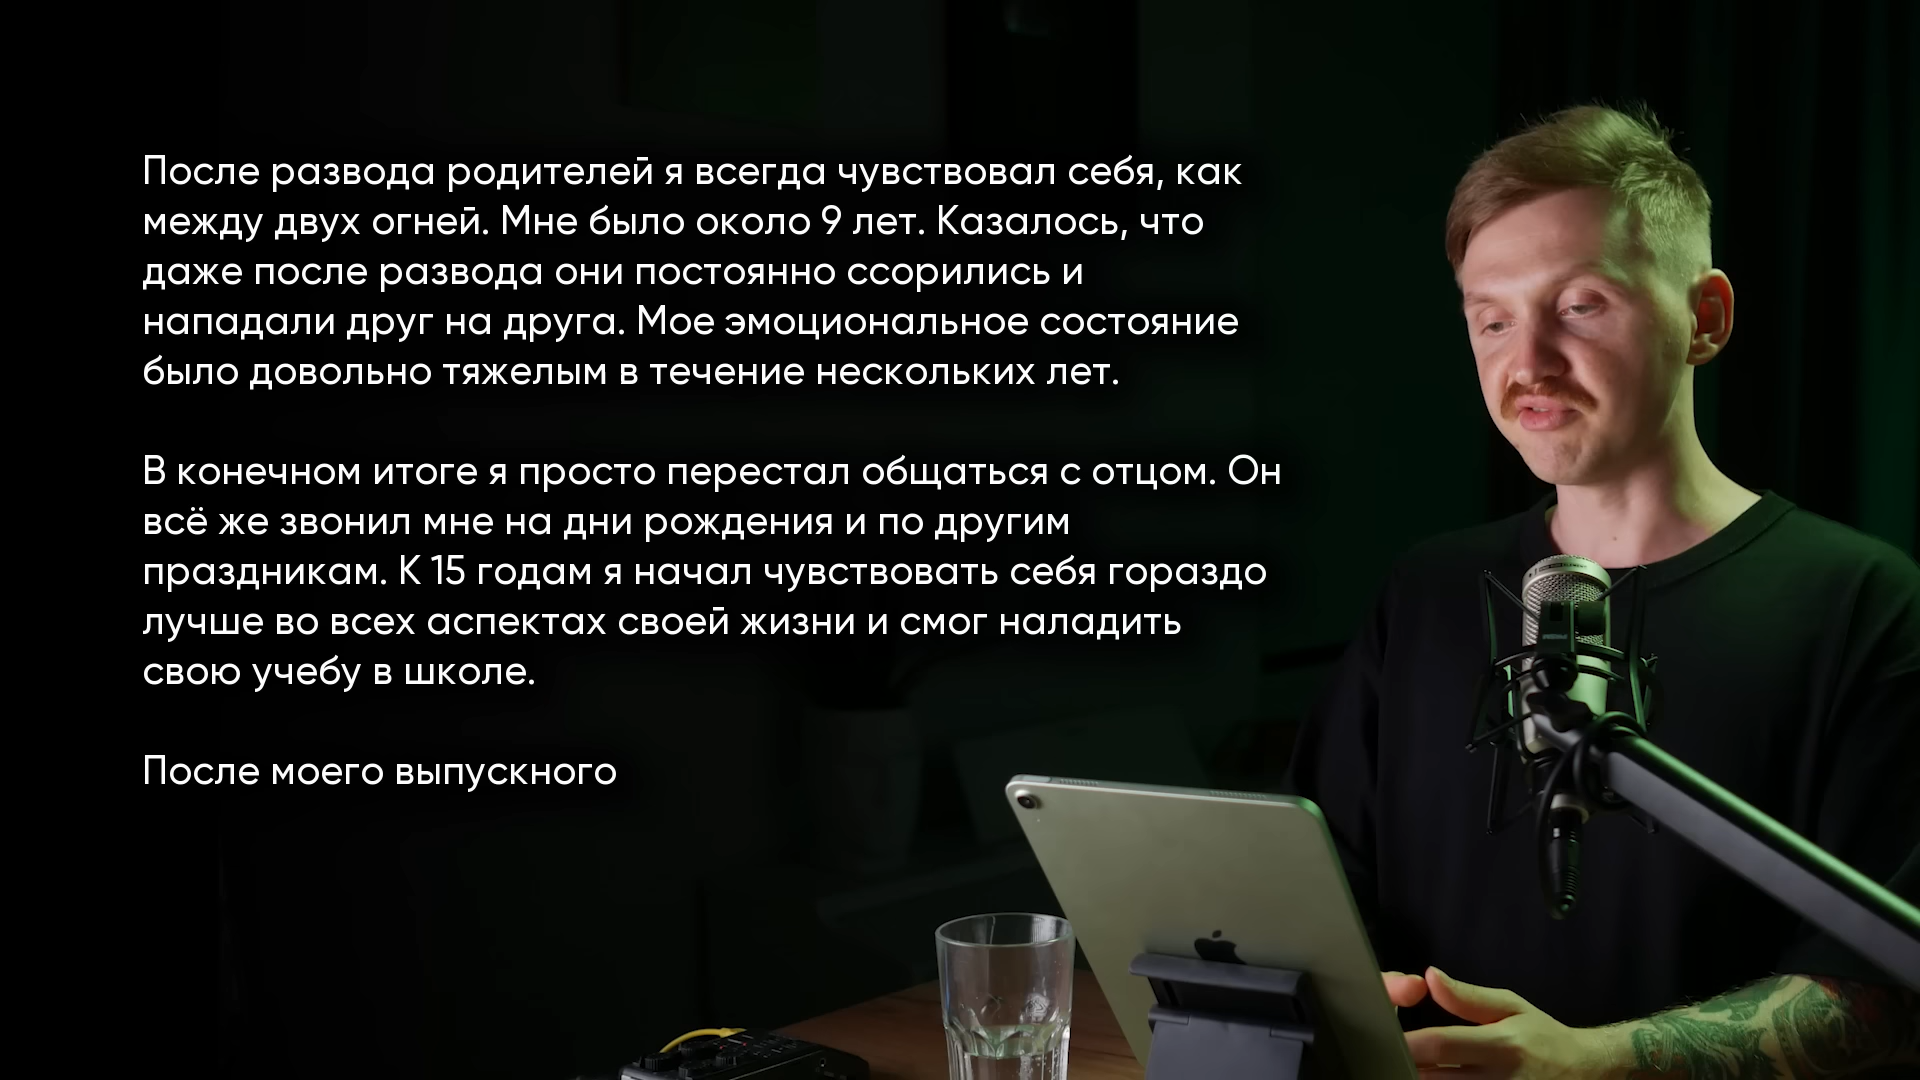 После развода родителей я всегда чувствовал себя, как
между двух огней. Мне было около 9 лет. Казалось, что
даже после развода они постоянно ссорились и
нападали друг на друга. Мое эмоциональное состояние
было довольно тяжелым в течение нескольких лет.
В конечном итоге я просто перестал общаться с отцом. Он
всё же звонил мне на дни рождения и по другим
праздникам. К 15 годам я начал чувствовать себя гораздо
лучше во всех аспектах своей жизни и смог наладить
свою учебу в школе.
После моего выпускного